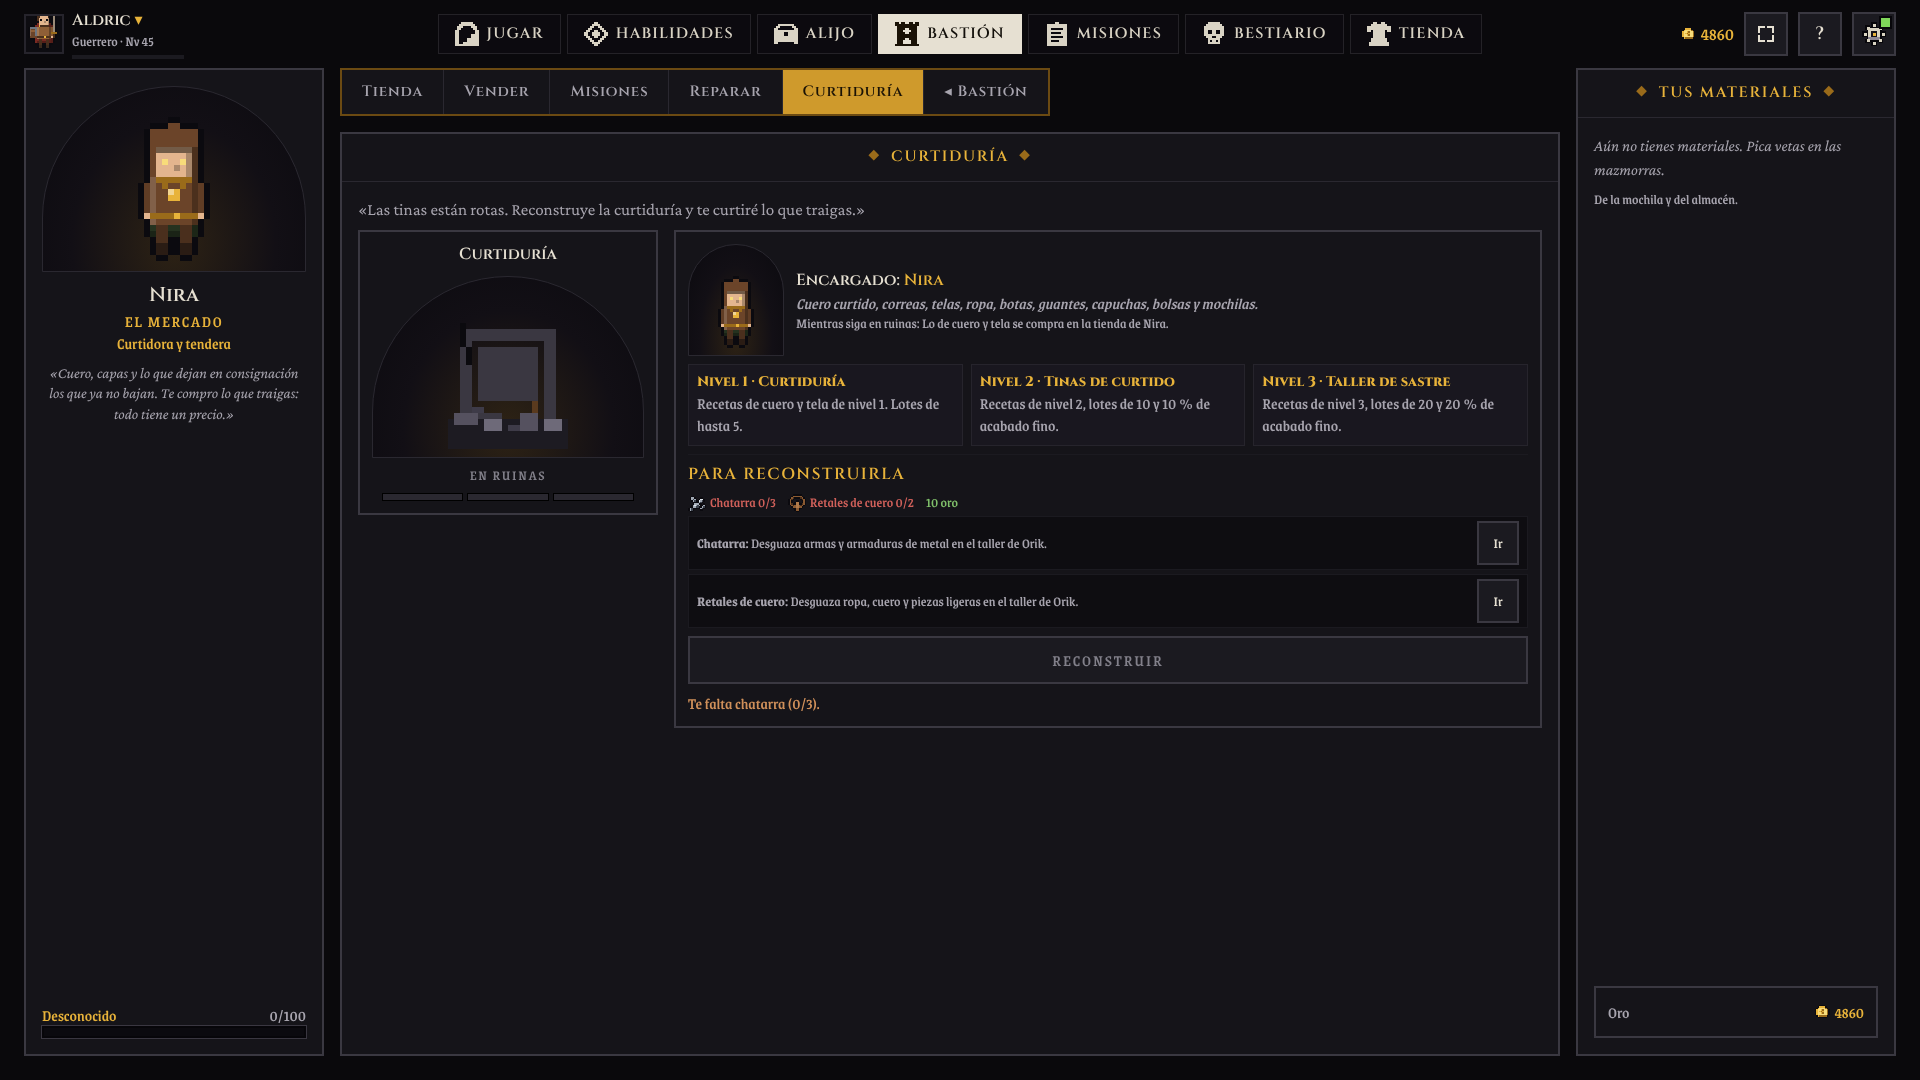 Aldric ▾
Guerrero · Nv 45
JUGAR
HABILIDADES
ALIJO
BASTIÓN
MISIONES
BESTIARIO
TIENDA
4860
?
Nira
EL MERCADO
Curtidora y tendera
«Cuero, capas y lo que dejan en consignación
los que ya no bajan. Te compro lo que traigas:
todo tiene un precio.»
Desconocido 0/100
Tienda
Vender
Misiones
Reparar
Curtiduría
◂ Bastión
◆ CURTIDURÍA ◆
«Las tinas están rotas. Reconstruye la curtiduría y te curtiré lo que traigas.»
Curtiduría
EN RUINAS
Encargado: Nira
Cuero curtido, correas, telas, ropa, botas, guantes, capuchas, bolsas y mochilas.
Mientras siga en ruinas: Lo de cuero y tela se compra en la tienda de Nira.
Nivel 1 · Curtiduría
Recetas de cuero y tela de nivel 1. Lotes de
hasta 5.
Nivel 2 · Tinas de curtido
Recetas de nivel 2, lotes de 10 y 10 % de
acabado fino.
Nivel 3 · Taller de sastre
Recetas de nivel 3, lotes de 20 y 20 % de
acabado fino.
PARA RECONSTRUIRLA
Chatarra 0/3 Retales de cuero 0/2 10 oro
Chatarra: Desguaza armas y armaduras de metal en el taller de Orik.
Ir
Retales de cuero: Desguaza ropa, cuero y piezas ligeras en el taller de Orik.
Ir
RECONSTRUIR
Te falta chatarra (0/3).
◆ TUS MATERIALES ◆
Aún no tienes materiales. Pica vetas en las
mazmorras.
De la mochila y del almacén.
Oro 4860